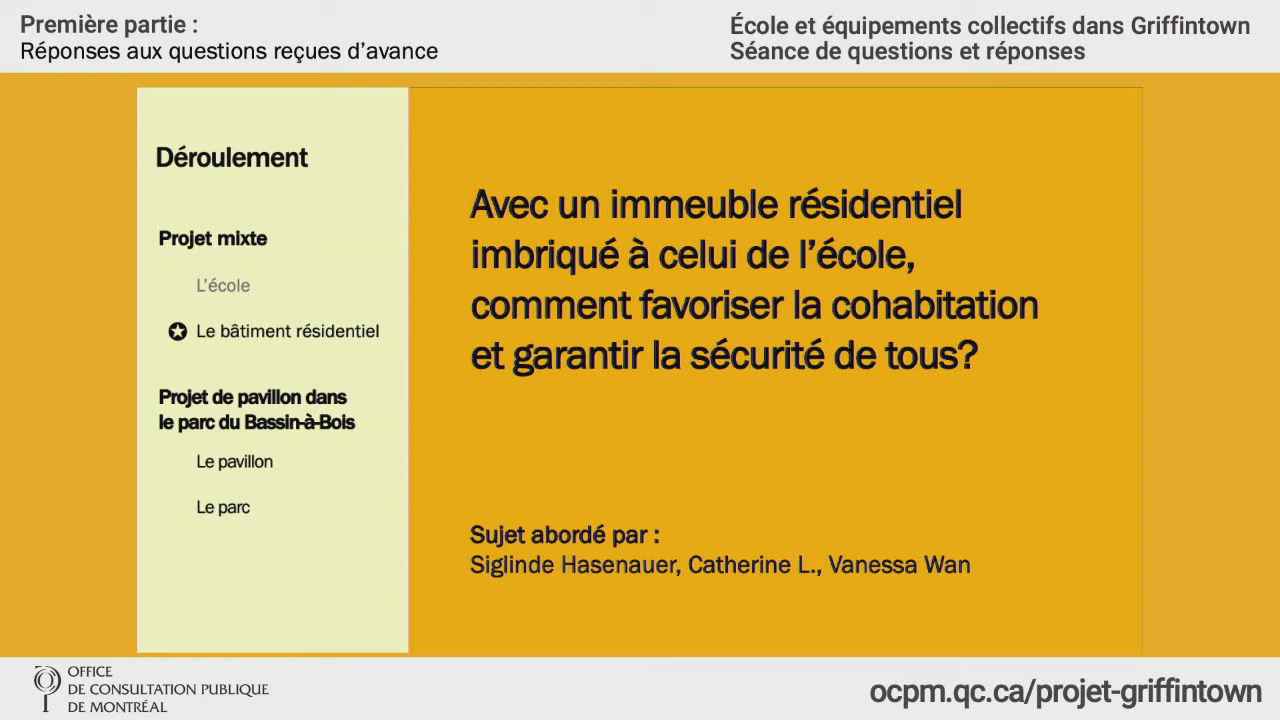 Première partie :
Réponses aux questions reçues d’avance
École et équipements collectifs dans Griffintown
Séance de questions et réponses
Déroulement
Projet mixte
L’école
Le bâtiment résidentiel
Projet de pavillon dans
le parc du Bassin-à-Bois
Le pavillon
Le parc
Avec un immeuble résidentiel
imbriqué à celui de l’école,
comment favoriser la cohabitation
et garantir la sécurité de tous?
Sujet abordé par :
Siglinde Hasenauer, Catherine L., Vanessa Wan
OFFICE
DE CONSULTATION PUBLIQUE
DE MONTRÉAL
ocpm.qc.ca/projet-griffintown